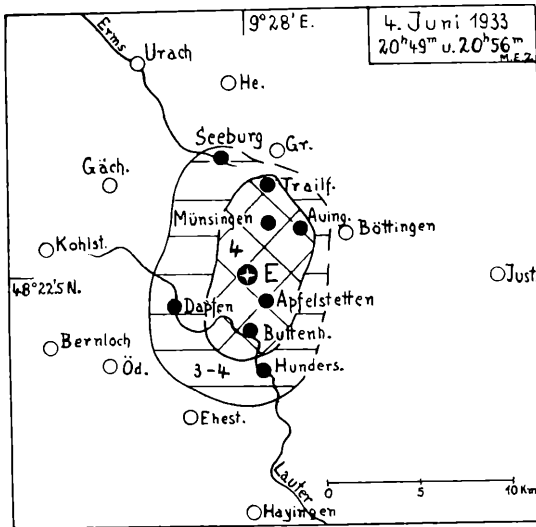 9°28' E.
4. Juni 1933
20ʰ49ᵐ u. 20ʰ56ᵐ
M.E.Z.
Erms
Urach
He.
Seeburg
Gr.
Gäch.
Trailf.
Münsingen
Auing.
Böttingen
Kohlst.
4
E
Just
48°22'5 N.
Dapfen
Apfelstetten
Buttenh.
Bernloch
Öd.
3-4
Hunders.
Ehest.
Lauter
0 5 10 Km
Hayingen